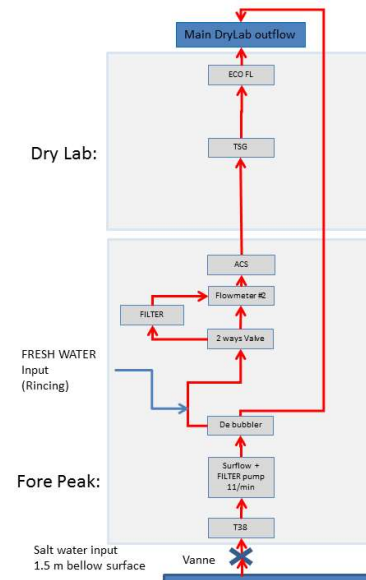 Main DryLab outflow
ECO FL
Dry Lab:
TSG
ACS
Flowmeter #2
FILTER
2 ways Valve
FRESH WATER
Input
(Rincing)
De bubbler
Surflow +
FILTER pump
11/min
Fore Peak:
T38
Salt water input
1.5 m bellow surface
Vanne